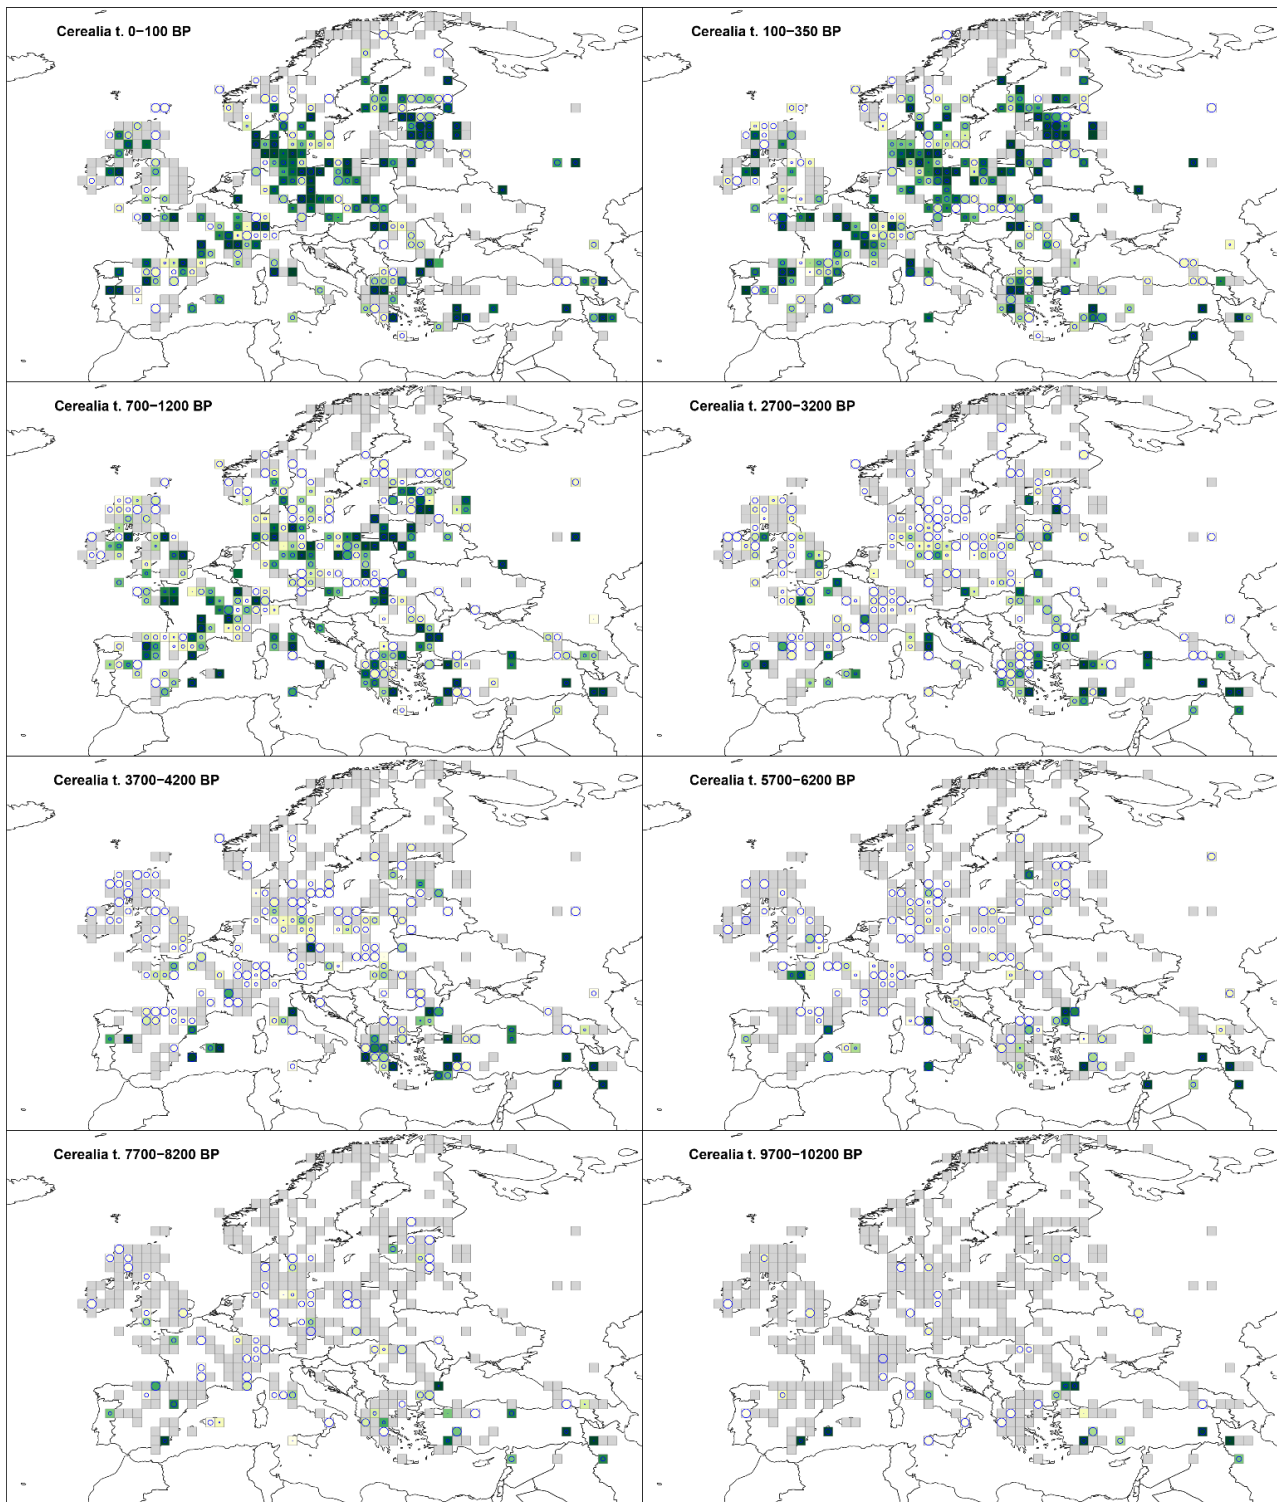 Cerealia t. 0−100 BP
Cerealia t. 100−350 BP
Cerealia t. 700−1200 BP
Cerealia t. 2700−3200 BP
Cerealia t. 3700−4200 BP
Cerealia t. 5700−6200 BP
Cerealia t. 7700−8200 BP
Cerealia t. 9700−10200 BP